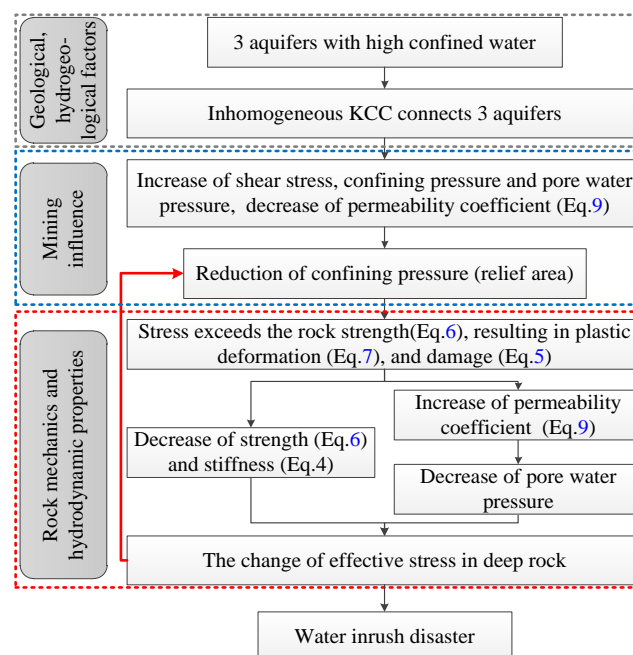 Geological,
hydrogeo-
logical factors
3 aquifers with high confined water
Inhomogeneous KCC connects 3 aquifers
Mining
influence
Increase of shear stress, confining pressure and pore water
pressure, decrease of permeability coefficient (Eq.9)
Reduction of confining pressure (relief area)
Rock mechanics and
hydrodynamic properties
Stress exceeds the rock strength(Eq.6), resulting in plastic
deformation (Eq.7), and damage (Eq.5)
Decrease of strength (Eq.6)
and stiffness (Eq.4)
Increase of permeability
coefficient (Eq.9)
Decrease of pore water
pressure
The change of effective stress in deep rock
Water inrush disaster